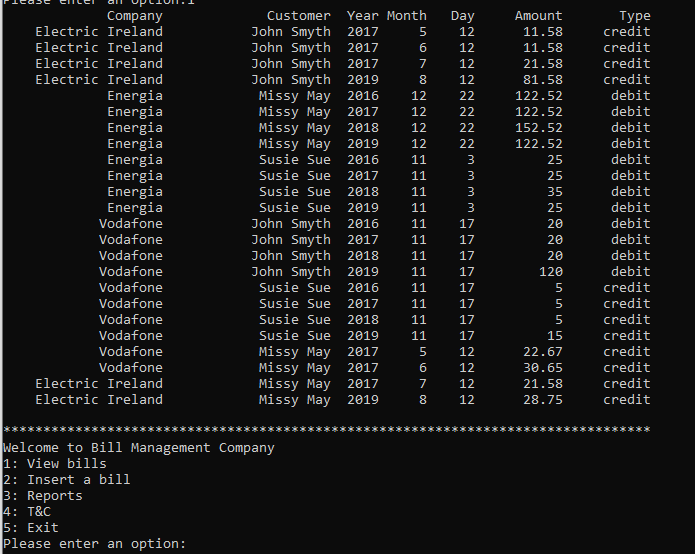 Please enter an option:1
Company Customer Year Month Day Amount Type
Electric Ireland John Smyth 2017 5 12 11.58 credit
Electric Ireland John Smyth 2017 6 12 11.58 credit
Electric Ireland John Smyth 2017 7 12 21.58 credit
Electric Ireland John Smyth 2019 8 12 81.58 credit
Energia Missy May 2016 12 22 122.52 debit
Energia Missy May 2017 12 22 122.52 debit
Energia Missy May 2018 12 22 152.52 debit
Energia Missy May 2019 12 22 122.52 debit
Energia Susie Sue 2016 11 3 25 debit
Energia Susie Sue 2017 11 3 25 debit
Energia Susie Sue 2018 11 3 35 debit
Energia Susie Sue 2019 11 3 25 debit
Vodafone John Smyth 2016 11 17 20 debit
Vodafone John Smyth 2017 11 17 20 debit
Vodafone John Smyth 2018 11 17 20 debit
Vodafone John Smyth 2019 11 17 120 debit
Vodafone Susie Sue 2016 11 17 5 credit
Vodafone Susie Sue 2017 11 17 5 credit
Vodafone Susie Sue 2018 11 17 5 credit
Vodafone Susie Sue 2019 11 17 15 credit
Vodafone Missy May 2017 5 12 22.67 credit
Vodafone Missy May 2017 6 12 30.65 credit
Electric Ireland Missy May 2017 7 12 21.58 credit
Electric Ireland Missy May 2019 8 12 28.75 credit
*********************************************************************************
Welcome to Bill Management Company
1: View bills
2: Insert a bill
3: Reports
4: T&C
5: Exit
Please enter an option: